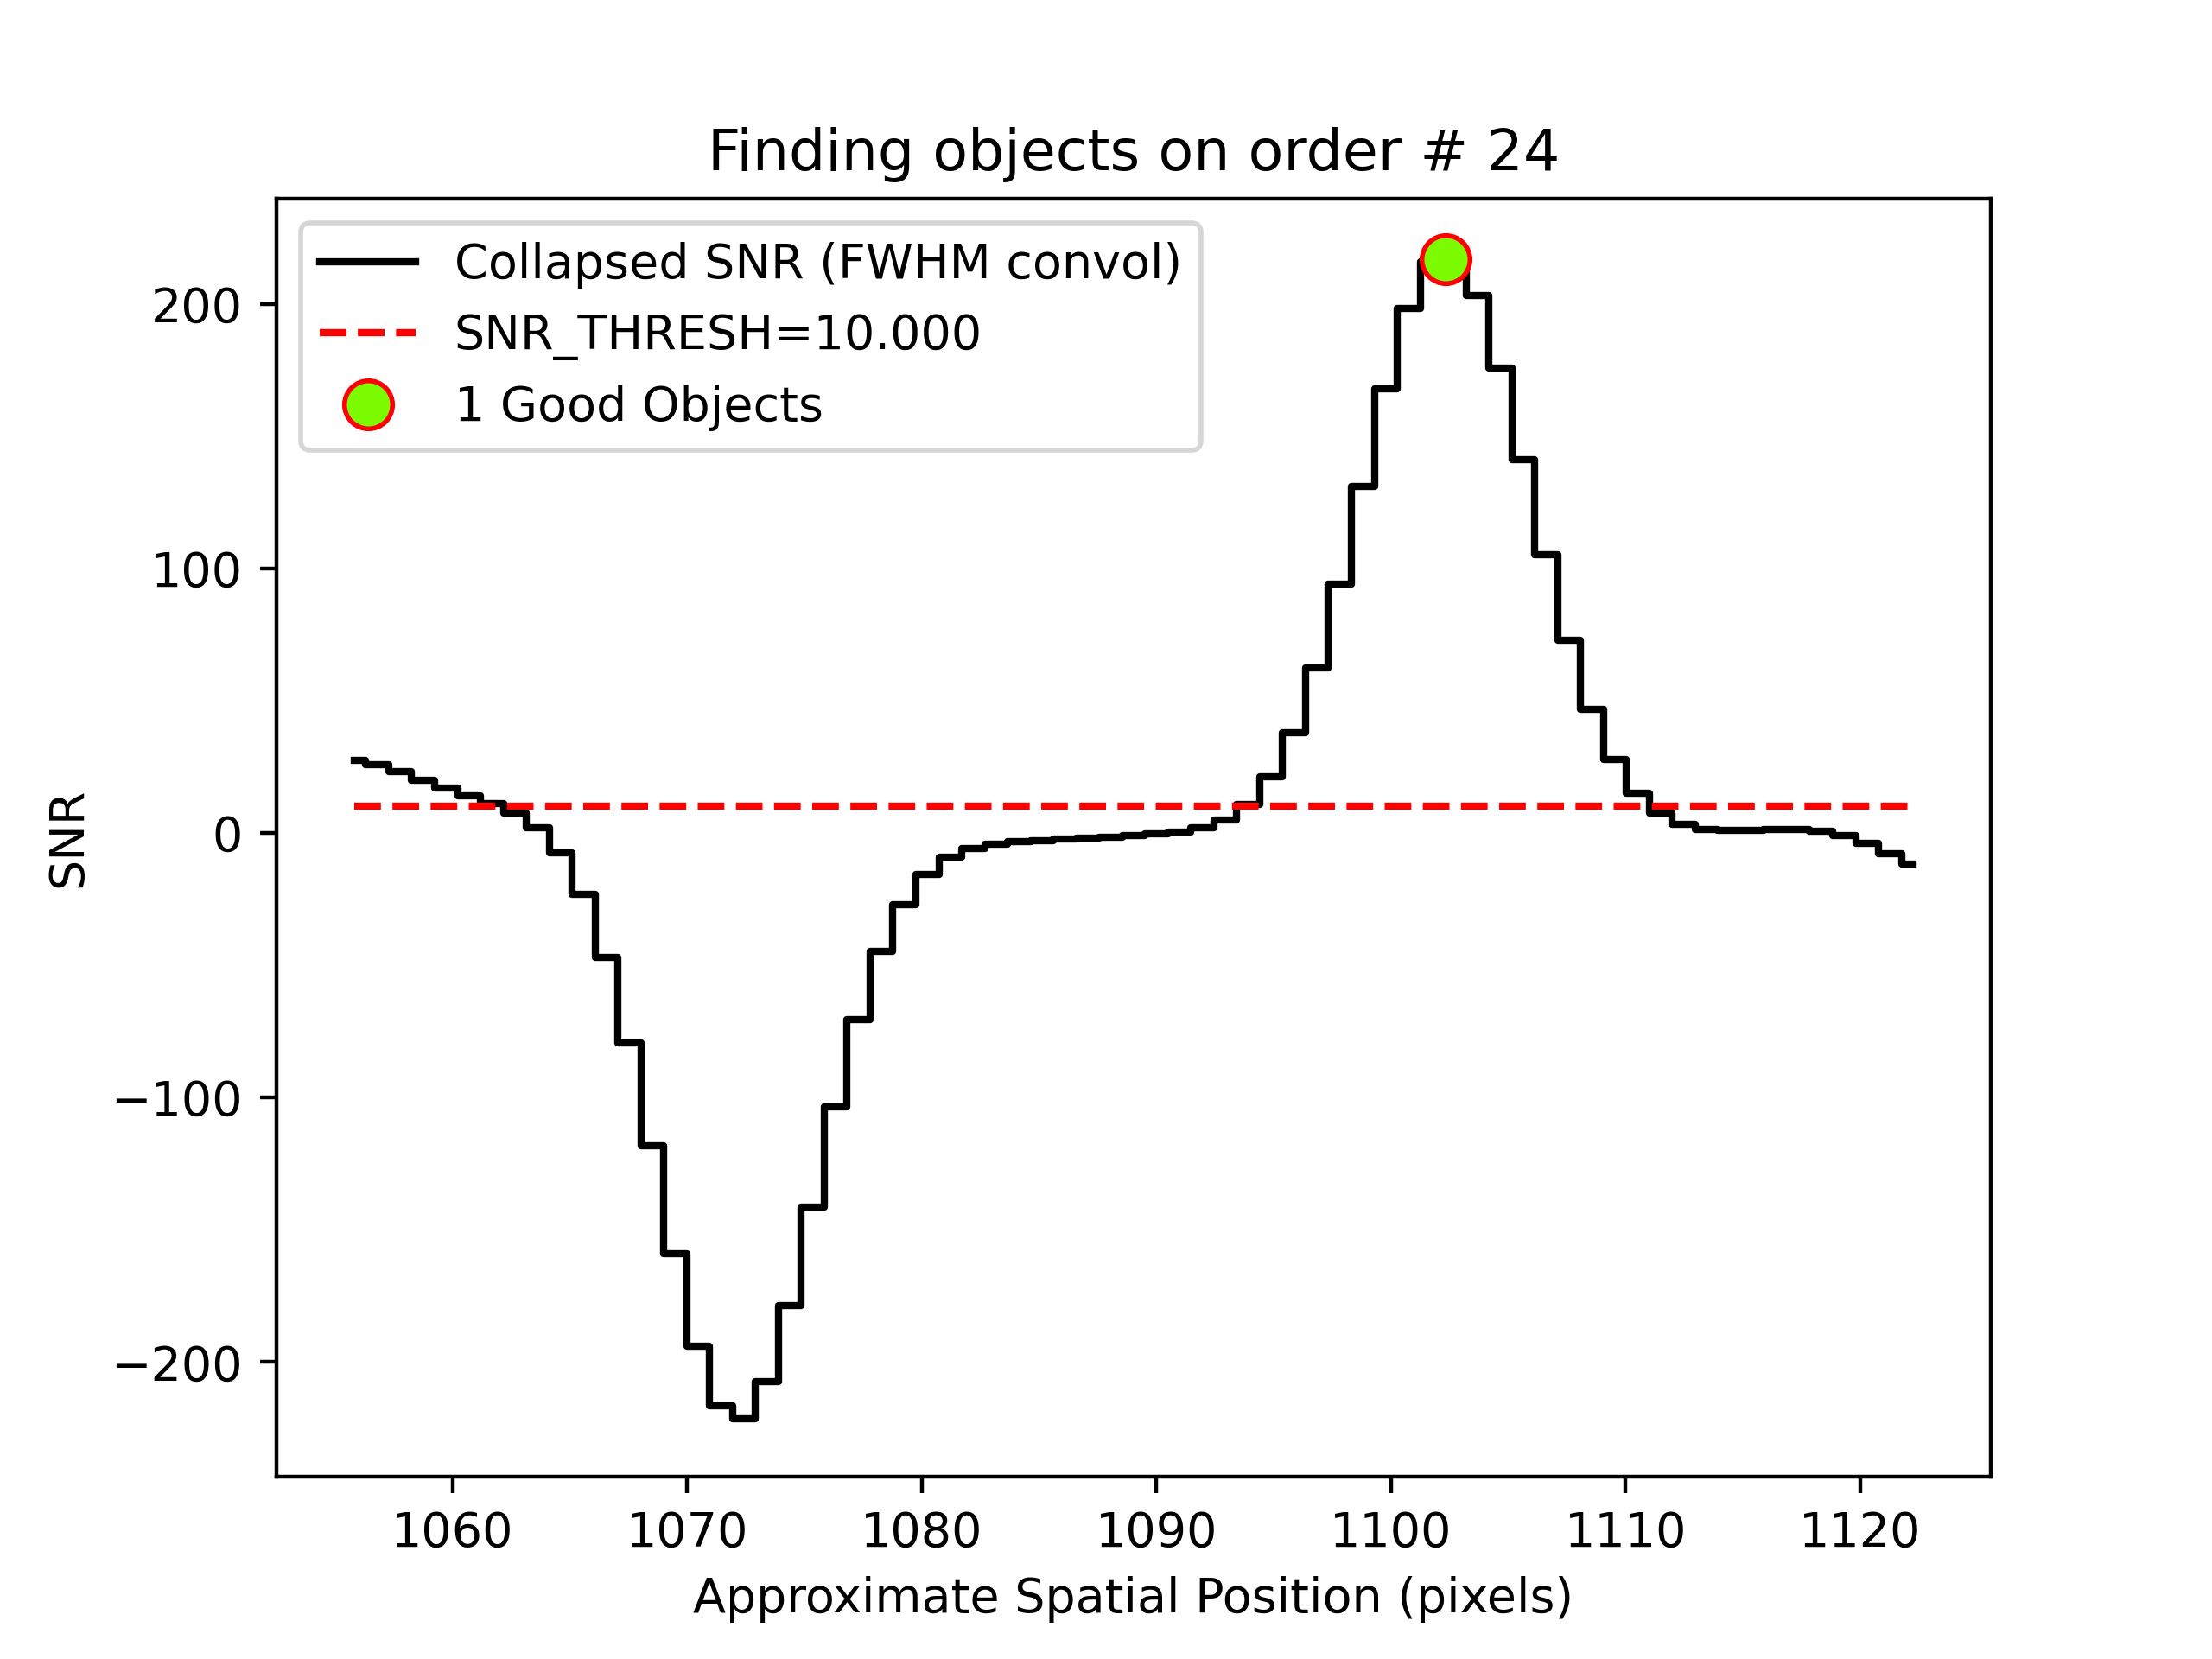 Finding objects on order # 24
Collapsed SNR (FWHM convol)
SNR_THRESH=10.000
1 Good Objects
200
100
0
−100
−200
SNR
1060 1070 1080 1090 1100 1110 1120
Approximate Spatial Position (pixels)